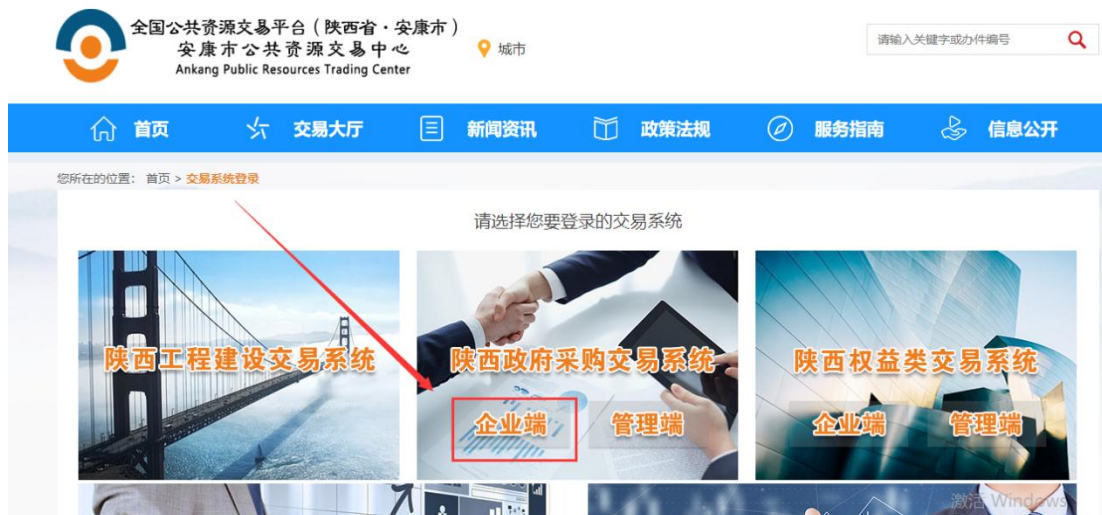 全国公共资源交易平台（陕西省·安康市）
安康市公共资源交易中心
Ankang Public Resources Trading Center
城市
请输入关键字或办件编号
首页
交易大厅
新闻资讯
政策法规
服务指南
信息公开
您所在的位置： 首页 > 交易系统登录
请选择您要登录的交易系统
陕西工程建设交易系统
陕西政府采购交易系统
陕西权益类交易系统
企业端
管理端
企业端
管理端
激活 Windows